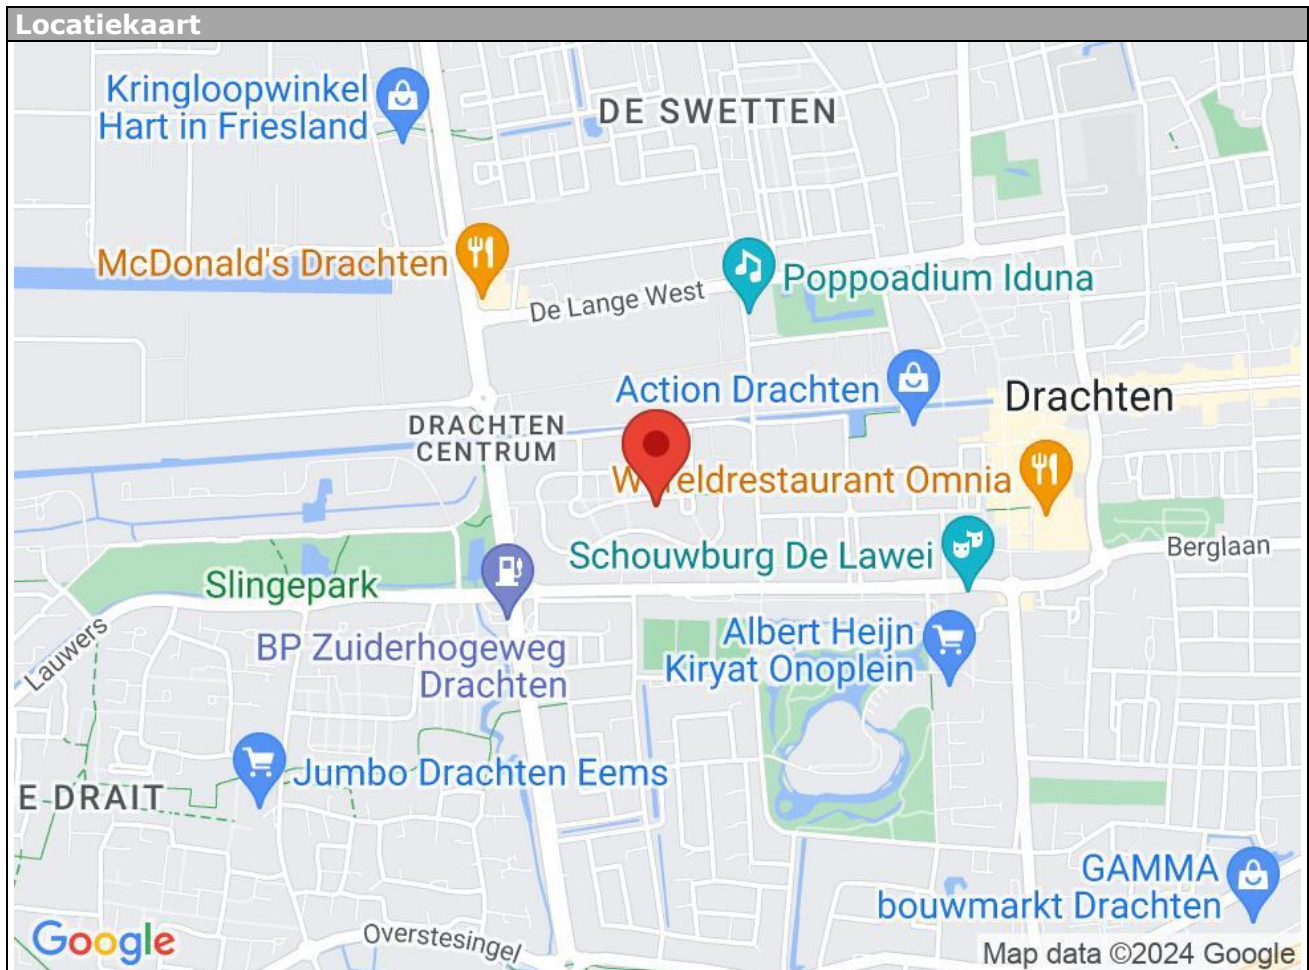 Locatiekaart
Kringloopwinkel
Hart in Friesland
DE SWETTEN
McDonald's Drachten
De Lange West
Poppoadium Iduna
Action Drachten
Drachten
DRACHTEN
CENTRUM
Wereldrestaurant Omnia
Schouwburg De Lawei
Berglaan
Slingepark
Lauwers
BP Zuiderhogeweg
Drachten
Albert Heijn
Kiryat Onoplein
Jumbo Drachten Eems
E DRAIT
GAMMA
bouwmarkt Drachten
Overstesingel
Google
Map data ©2024 Google